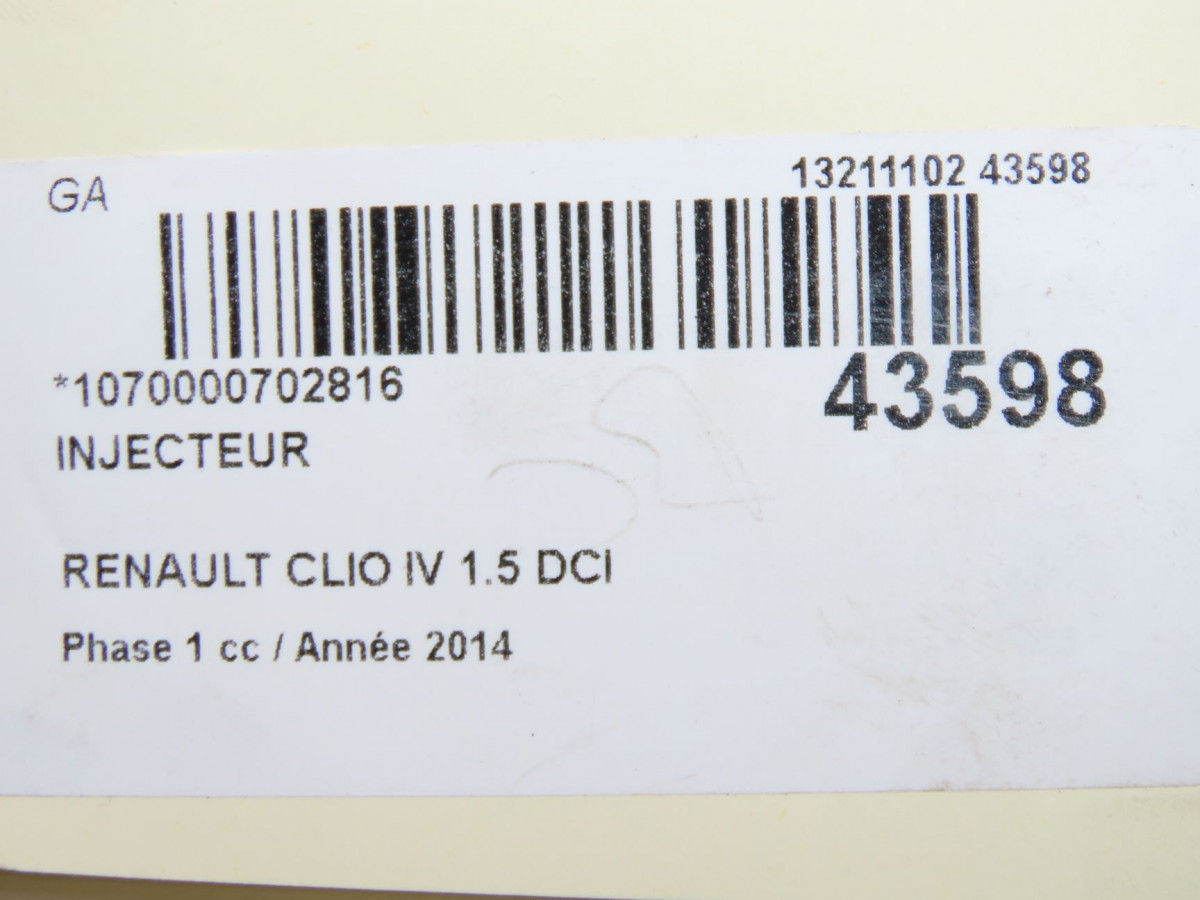 GA
13211102 43598
*1070000702816
43598
INJECTEUR
RENAULT CLIO IV 1.5 DCI
Phase 1 cc / Année 2014